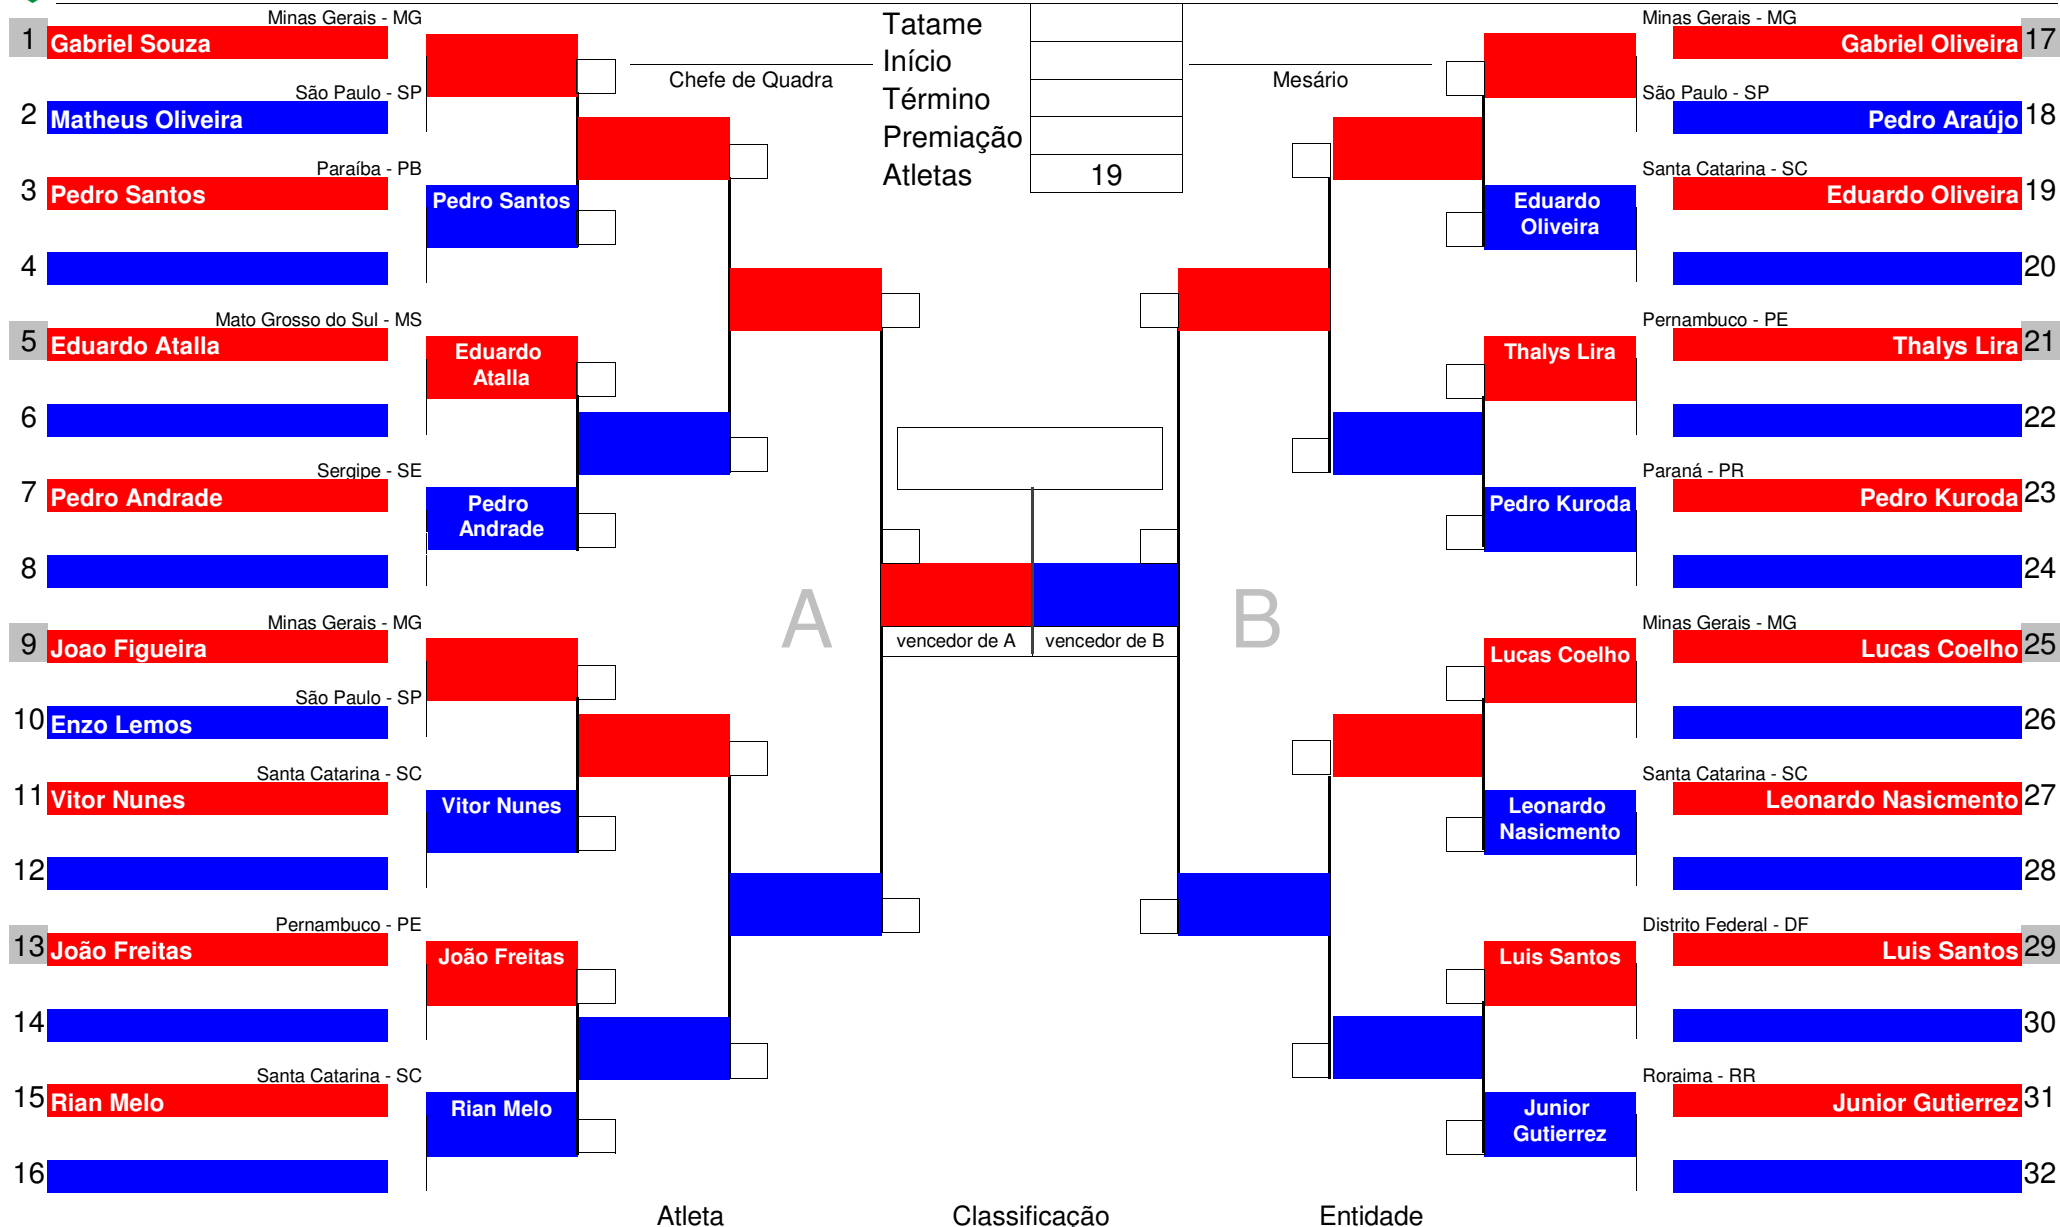 Tatame
Início
Término
Premiação
Atletas 19
Chefe de Quadra
Mesário
Minas Gerais - MG
1 Gabriel Souza
São Paulo - SP
2 Matheus Oliveira
Paraíba - PB
3 Pedro Santos
Pedro Santos
4
Mato Grosso do Sul - MS
5 Eduardo Atalla
Eduardo
Atalla
6
Sergipe - SE
7 Pedro Andrade
Pedro
Andrade
8
Minas Gerais - MG
9 Joao Figueira
São Paulo - SP
10 Enzo Lemos
Santa Catarina - SC
11 Vitor Nunes
Vitor Nunes
12
Pernambuco - PE
13 João Freitas
João Freitas
14
Santa Catarina - SC
15 Rian Melo
Rian Melo
16
A
B
vencedor de A
vencedor de B
Minas Gerais - MG
Gabriel Oliveira 17
São Paulo - SP
Pedro Araújo 18
Santa Catarina - SC
Eduardo Oliveira 19
Eduardo
Oliveira
20
Pernambuco - PE
Thalys Lira 21
Thalys Lira
22
Paraná - PR
Pedro Kuroda 23
Pedro Kuroda
24
Minas Gerais - MG
Lucas Coelho 25
Lucas Coelho
26
Santa Catarina - SC
Leonardo Nasicmento 27
Leonardo
Nasicmento
28
Distrito Federal - DF
Luis Santos 29
Luis Santos
30
Roraima - RR
Junior Gutierrez 31
Junior
Gutierrez
32
Atleta
Classificação
Entidade